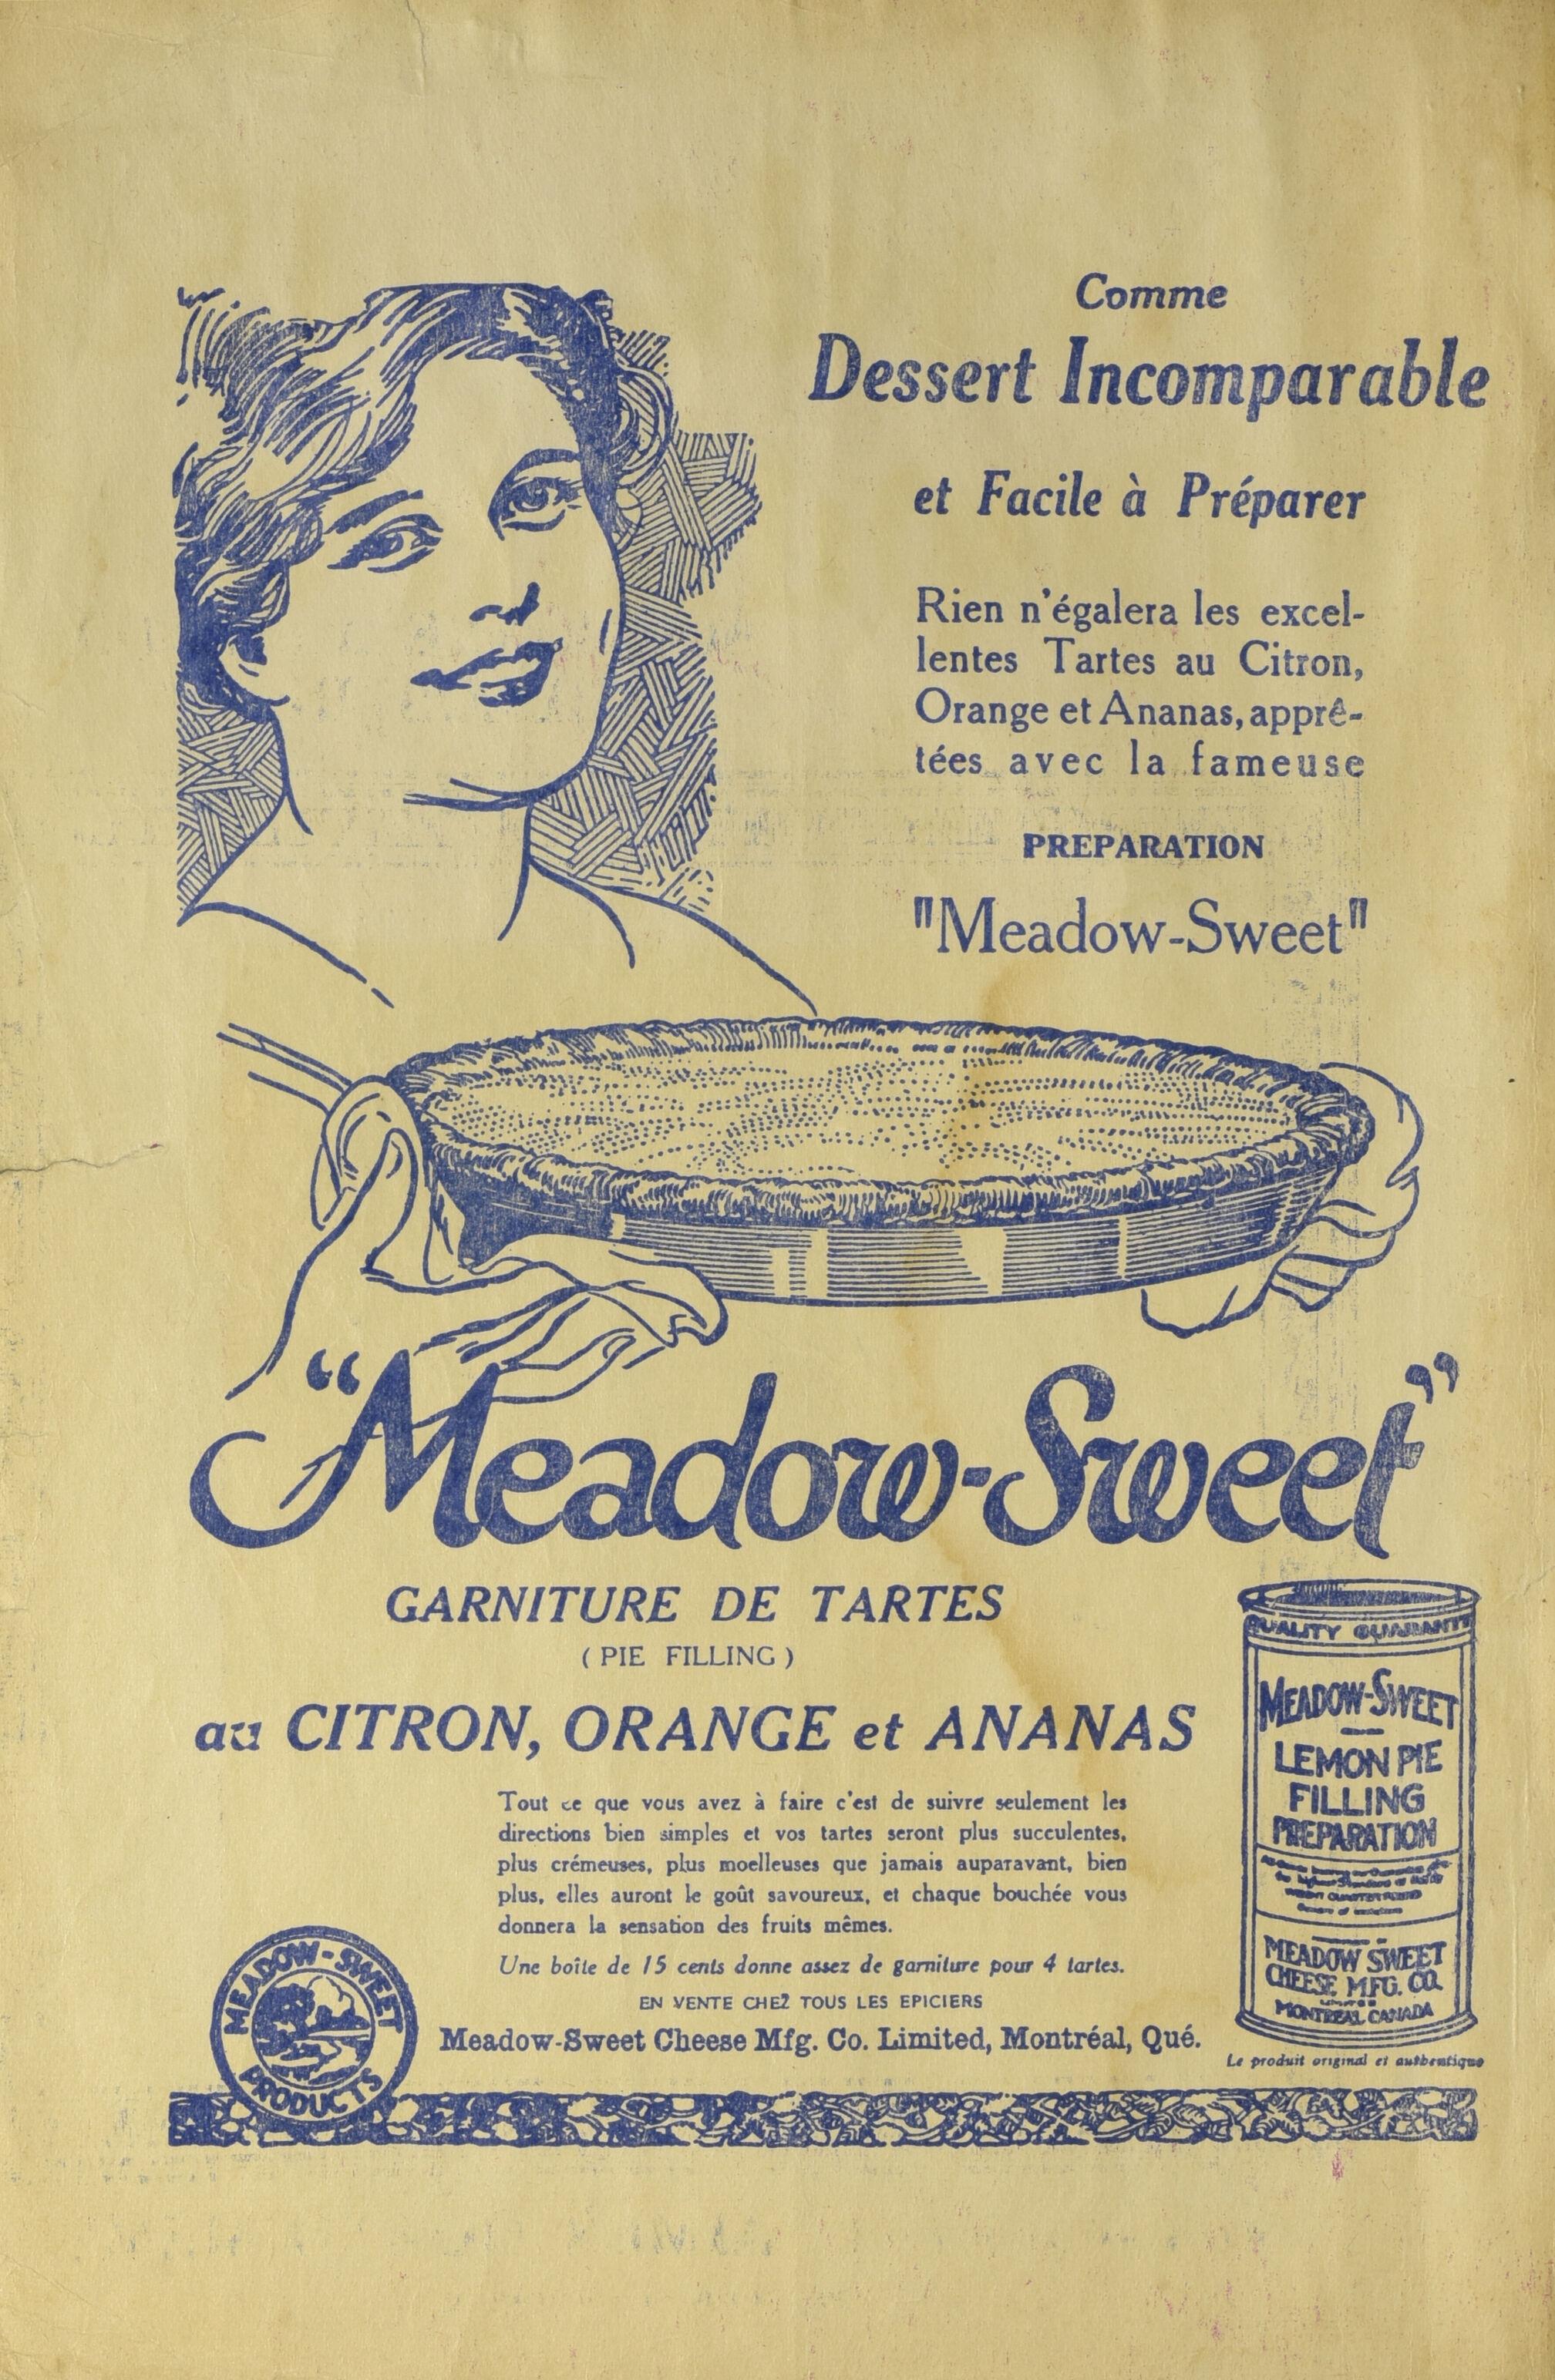 Comme
Dessert Incomparable
et Facile à Préparer
Rien n'égalera les excel-
lentes Tartes au Citron,
Orange et Ananas, apprê-
tées avec la fameuse
PREPARATION
"Meadow-Sweet"
“Meadow-Sweet”
GARNITURE DE TARTES
( PIE FILLING )
au CITRON, ORANGE et ANANAS
Tout ce que vous avez à faire c'est de suivre seulement les
directions bien simples et vos tartes seront plus succulentes,
plus crémeuses, plus moelleuses que jamais auparavant, bien
plus, elles auront le goût savoureux, et chaque bouchée vous
donnera la sensation des fruits mêmes.
Une boîte de 15 cents donne assez de garniture pour 4 tartes.
EN VENTE CHEZ TOUS LES EPICIERS
Meadow-Sweet Cheese Mfg. Co. Limited, Montréal, Qué.
MEADOW-SWEET
PRODUCTS
QUALITY
MEADOW-SWEET
LEMON PIE
FILLING
PREPARATION
MEADOW SWEET
CHEESE MFG. CO.
MONTREAL CANADA
Le produit original et authentique